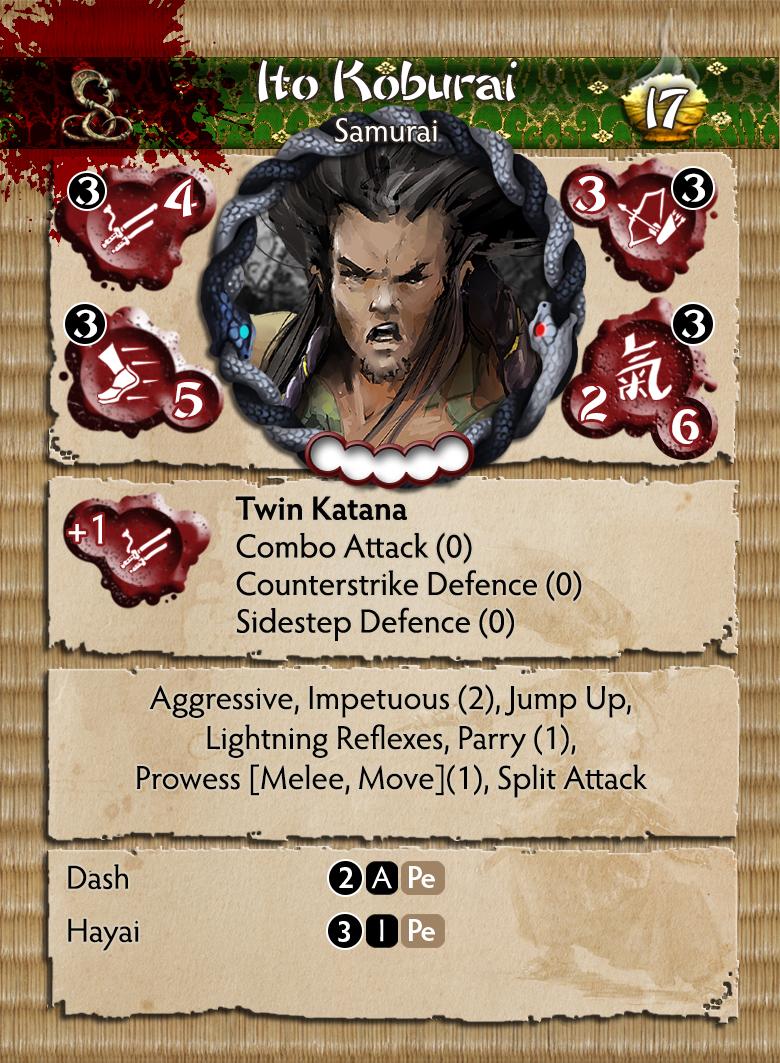 Ito Koburai
17
Samurai
3 4
3 3
3 5
3
氣
2 6
+1
Twin Katana
Combo Attack (0)
Counterstrike Defence (0)
Sidestep Defence (0)
Aggressive, Impetuous (2), Jump Up,
Lightning Reflexes, Parry (1),
Prowess [Melee, Move](1), Split Attack
Dash 2 A Pe
Hayai 3 I Pe